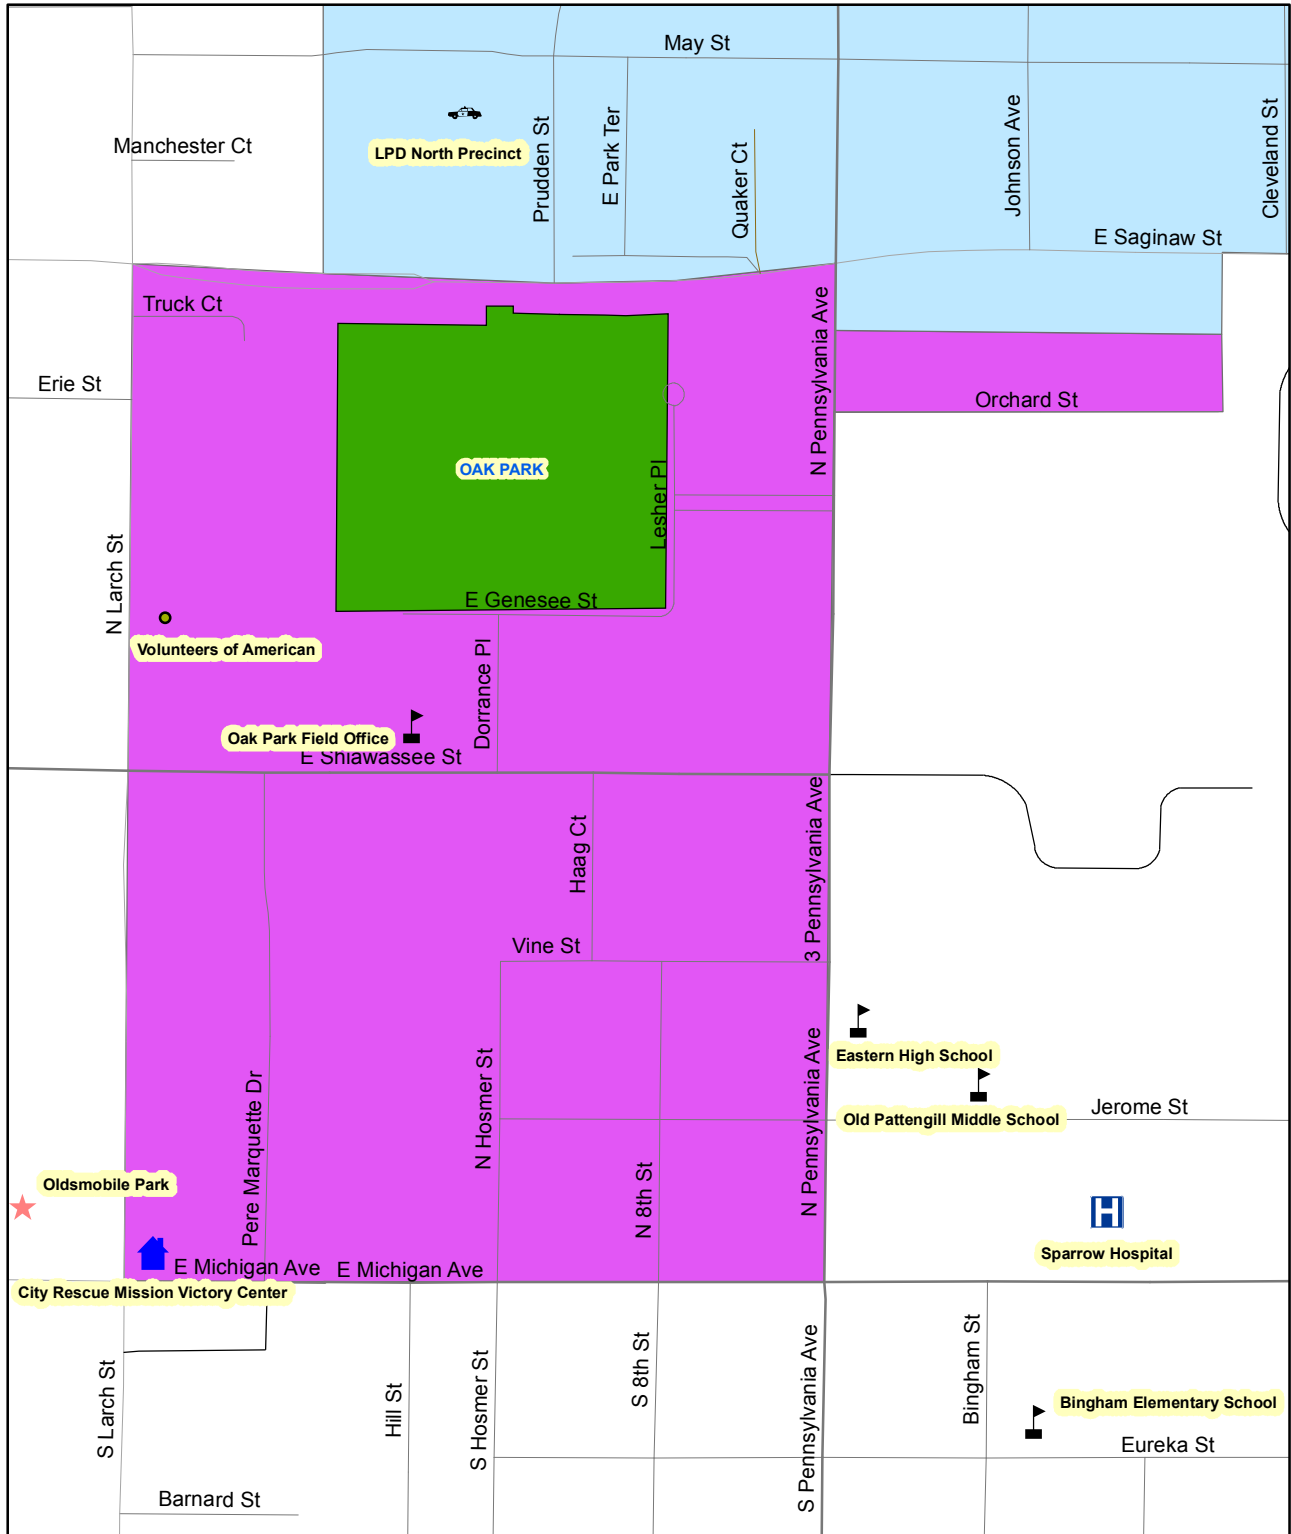 May St
Manchester Ct
LPD North Precinct
Prudden St
E Park Ter
Quaker Ct
Johnson Ave
Cleveland St
E Saginaw St
Truck Ct
N Pennsylvania Ave
Erie St
Orchard St
OAK PARK
Lesher Pl
N Larch St
E Genesee St
Volunteers of American
Dorrance Pl
Oak Park Field Office
E Shiawassee St
Haag Ct
3 Pennsylvania Ave
Vine St
Eastern High School
N Hosmer St
N Pennsylvania Ave
Pere Marquette Dr
Old Pattengill Middle School
Jerome St
Oldsmobile Park
N 8th St
H
Sparrow Hospital
E Michigan Ave
E Michigan Ave
City Rescue Mission Victory Center
S Larch St
Hill St
S Hosmer St
S 8th St
S Pennsylvania Ave
Bingham St
Bingham Elementary School
Eureka St
Barnard St